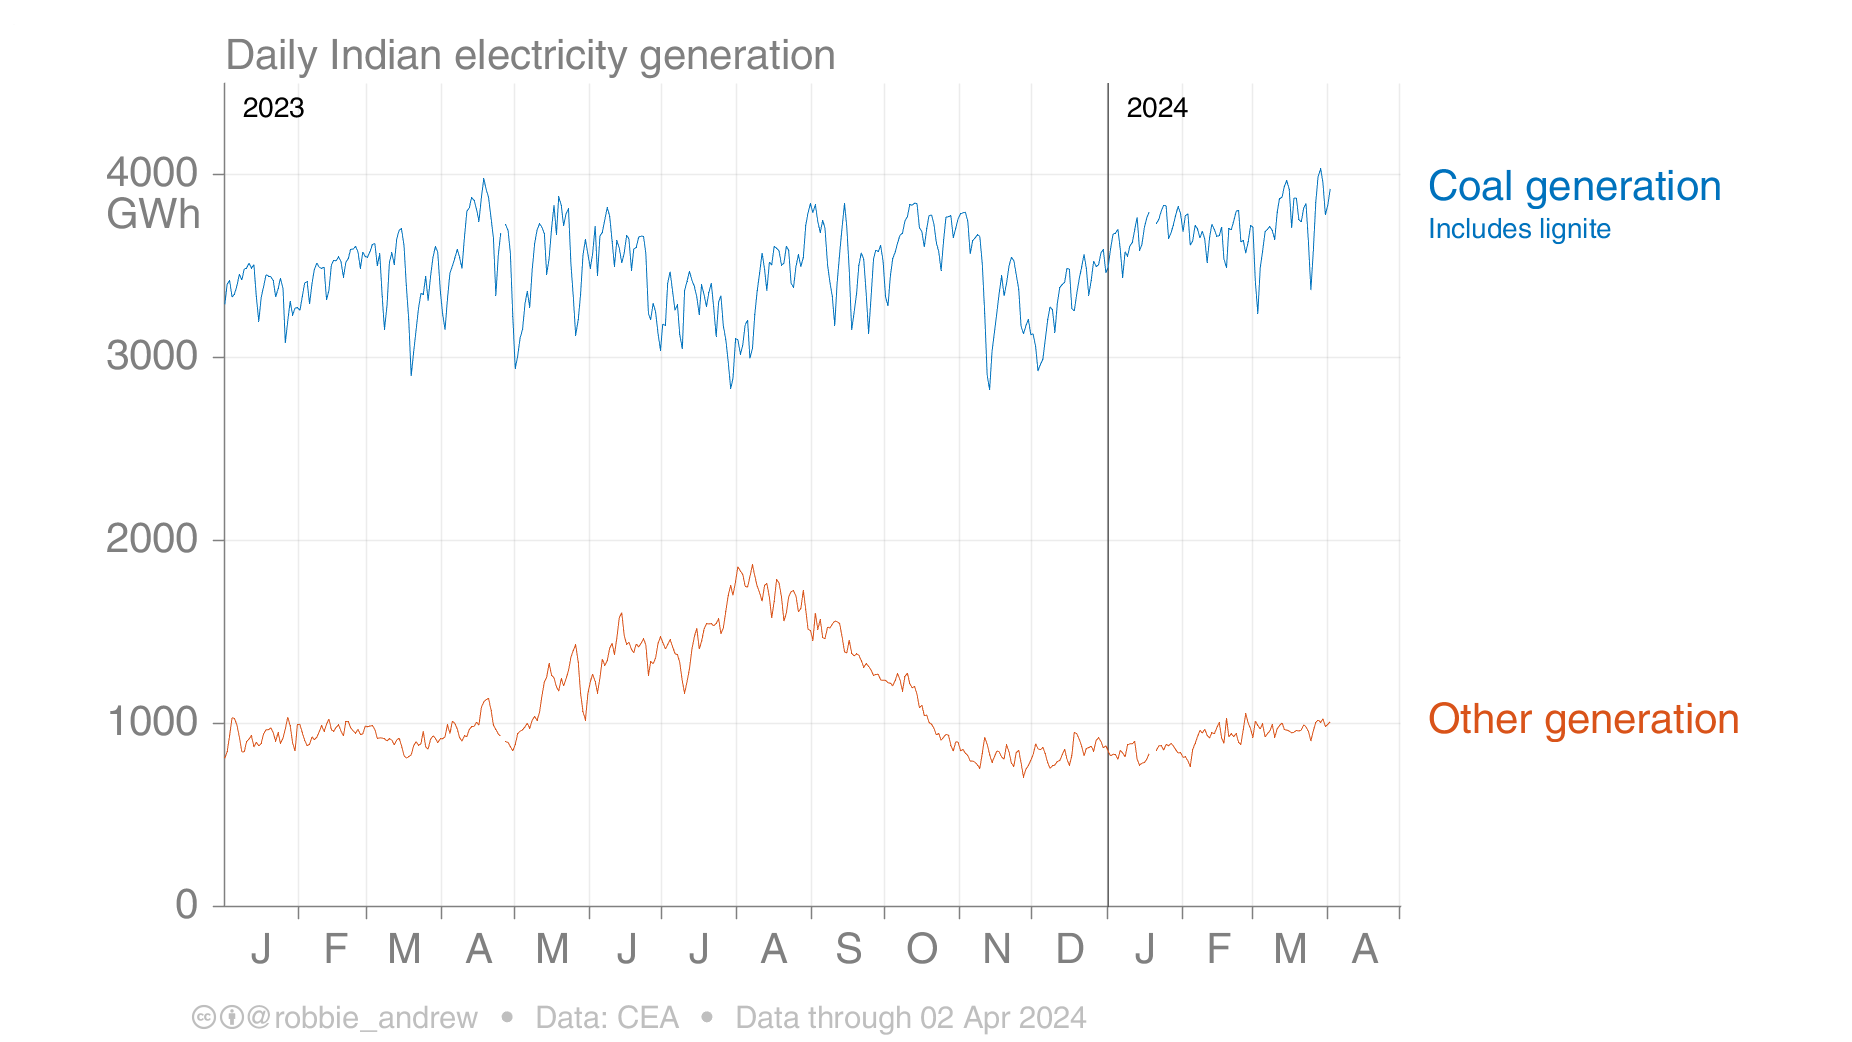 Daily Indian electricity generation
2023
2024
4000
GWh
3000
2000
1000
0
Coal generation
Includes lignite
Other generation
J F M A M J J A S O N D J F M A
cc @robbie_andrew • Data: CEA • Data through 02 Apr 2024